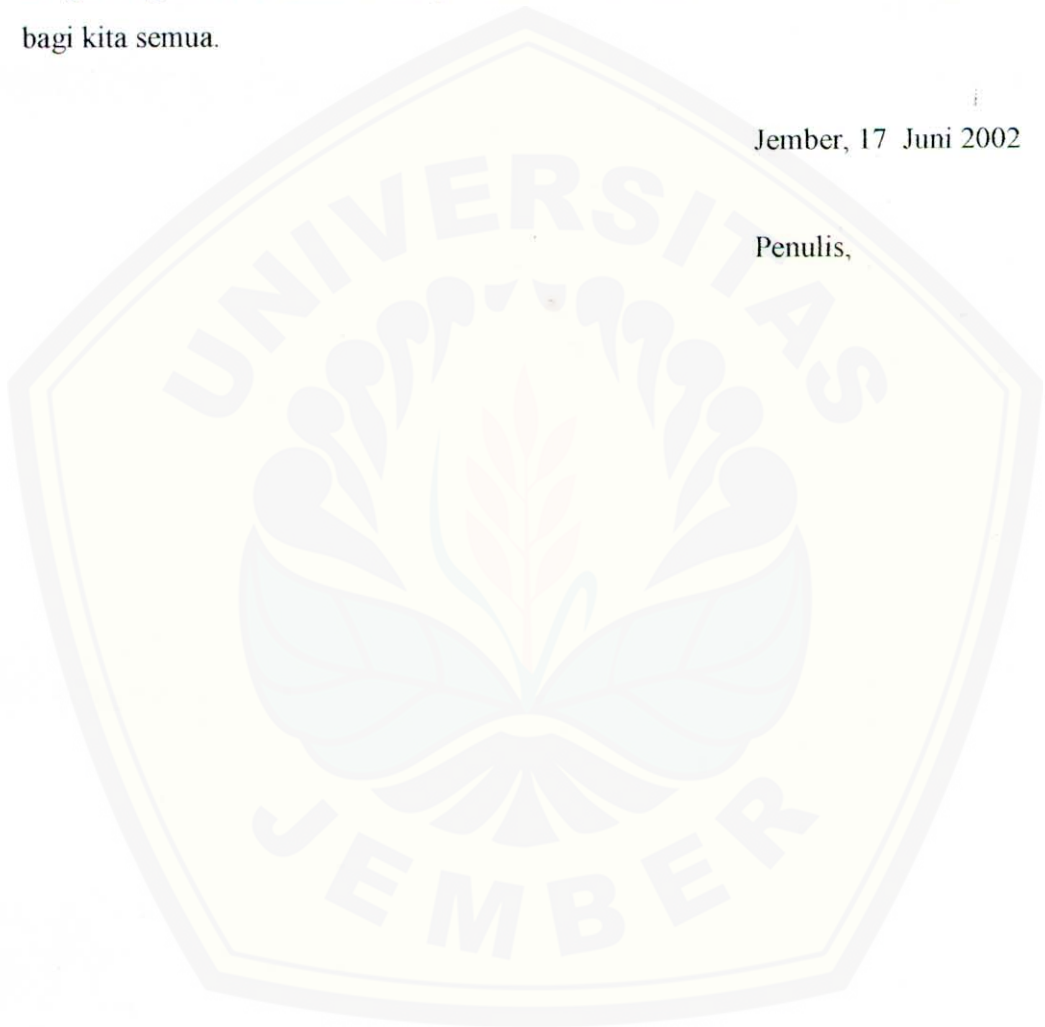 bagi kita semua.
Jember, 17 Juni 2002
Penulis,
UNIVERSITAS
JEMBER